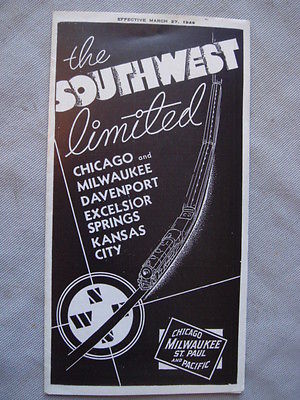 EFFECTIVE MARCH 27, 1949
the
SOUTHWEST
limited
CHICAGO and
MILWAUKEE
DAVENPORT
EXCELSIOR
SPRINGS
KANSAS
CITY
N
W
S
CHICAGO
MILWAUKEE
ST. PAUL
AND
PACIFIC